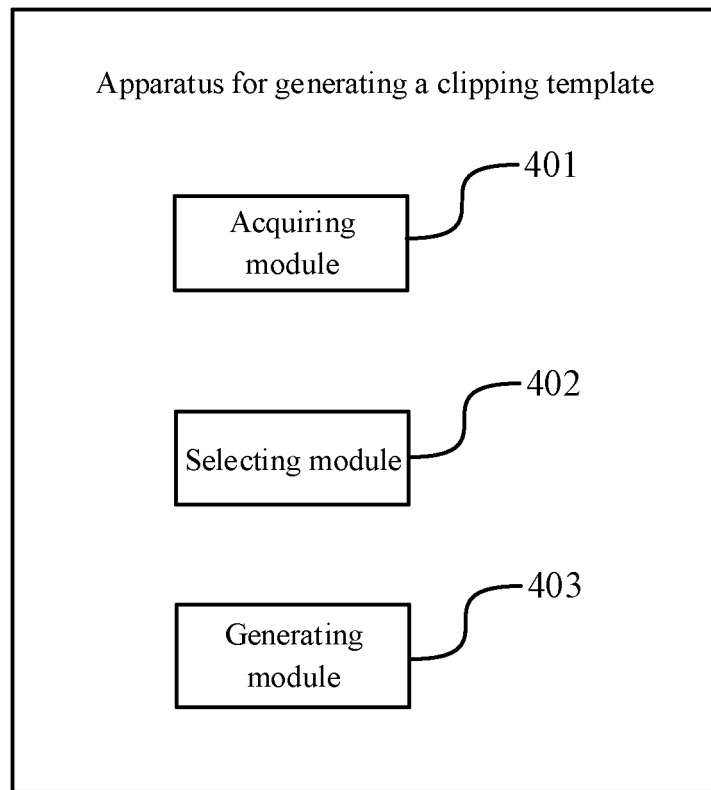 Apparatus for generating a clipping template
401
Acquiring
module
402
Selecting module
403
Generating
module